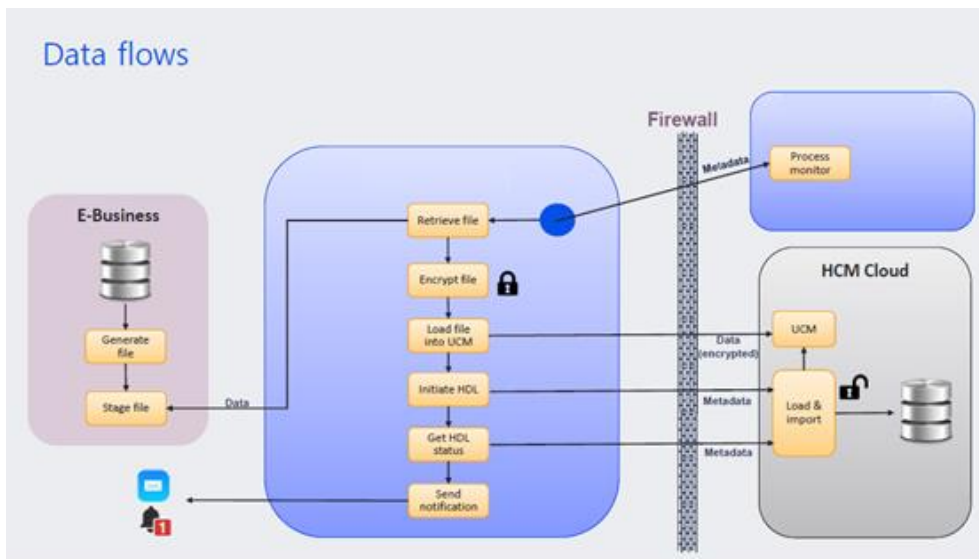 Data flows
Firewall
Metadata
Process
monitor
E-Business
Retrieve file
HCM Cloud
Encrypt file
Generate
file
Load file
into UCM
UCM
Data
(encrypted)
Stage file
Data
Initiate HDL
Metadata
Load &
import
Get HDL
status
Metadata
Send
notification
1